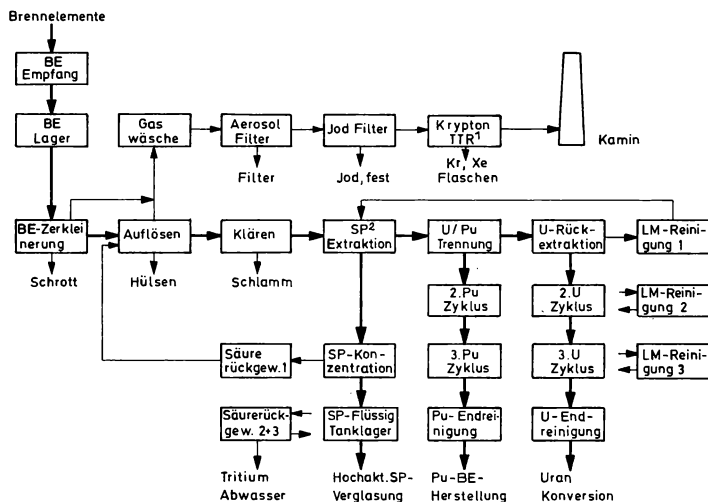 Brennelemente
BE
Empfang
BE
Lager
Gas
wäsche
Aerosol
Filter
Jod Filter
Krypton
TTR¹
Kamin
Filter
Jod, fest
Kr, Xe
Flaschen
BE-Zerklei
nerung
Auflösen
Klären
SP²
Extraktion
U/Pu
Trennung
U-Rück-
extraktion
LM-Reini-
gung 1
Schrott
Hülsen
Schlamm
2.Pu
Zyklus
2.U
Zyklus
LM-Reini-
gung 2
Säure
rückgew.1
SP-Kon-
zentration
3.Pu
Zyklus
3.U
Zyklus
LM-Reini-
gung 3
Säurerück-
gew. 2+3
SP-Flüssig
Tanklager
Pu-Endrei-
nigung
U-End-
reinigung
Tritium
Abwasser
Hochakt.SP-
Verglasung
Pu-BE-
Herstellung
Uran
Konversion